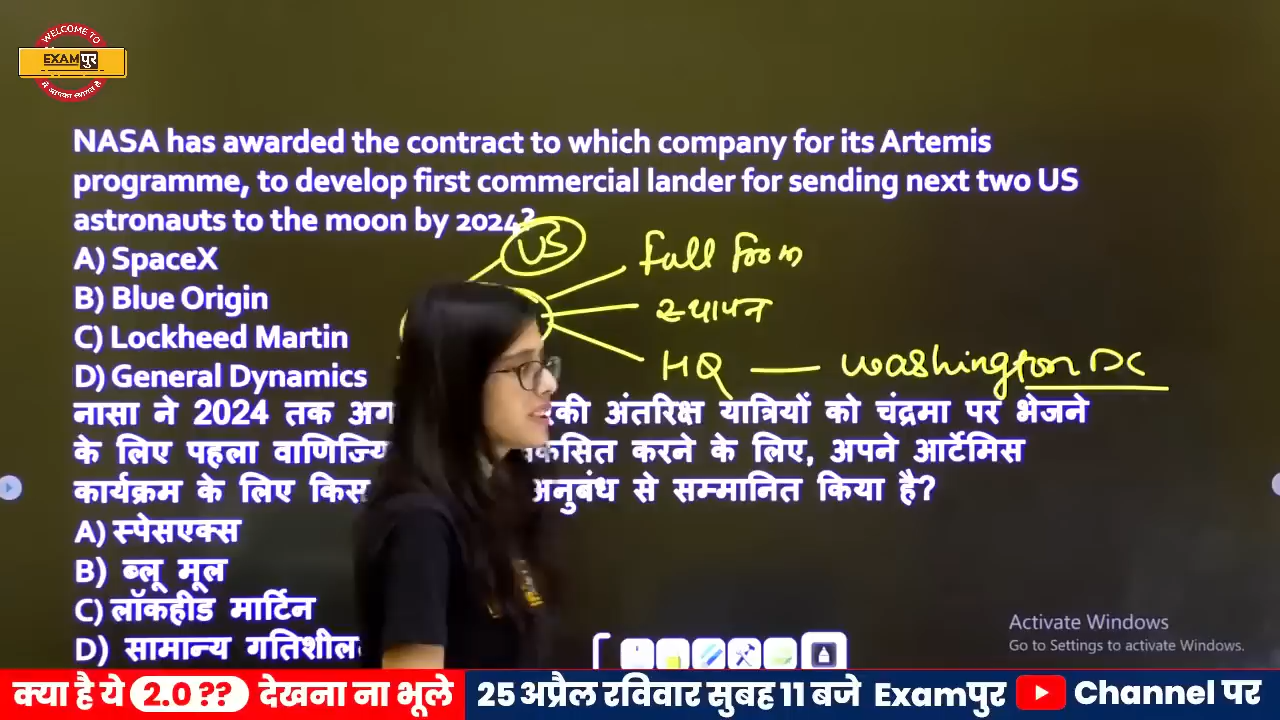 WELCOME TO
EXAMपुर
में आपका स्वागत है
NASA has awarded the contract to which company for its Artemis
programme, to develop first commercial lander for sending next two US
astronauts to the moon by 2024?
US
A) SpaceX
Full form
B) Blue Origin
स्थापन
C) Lockheed Martin
HQ — Washington DC
D) General Dynamics
नासा ने 2024 तक अग की अंतरिक्ष यात्रियों को चंद्रमा पर भेजने
के लिए पहला वाणिज्यि कसित करने के लिए, अपने आर्टेमिस
कार्यक्रम के लिए किस अनुबंध से सम्मानित किया है?
A) स्पेसएक्स
B) ब्लू मूल
C) लॉकहीड मार्टिन
D) सामान्य गतिशील
Activate Windows
Go to Settings to activate Windows.
क्या है ये 2.0 ?? देखना ना भूले
25 अप्रैल रविवार सुबह 11 बजे Examपुर Channel पर